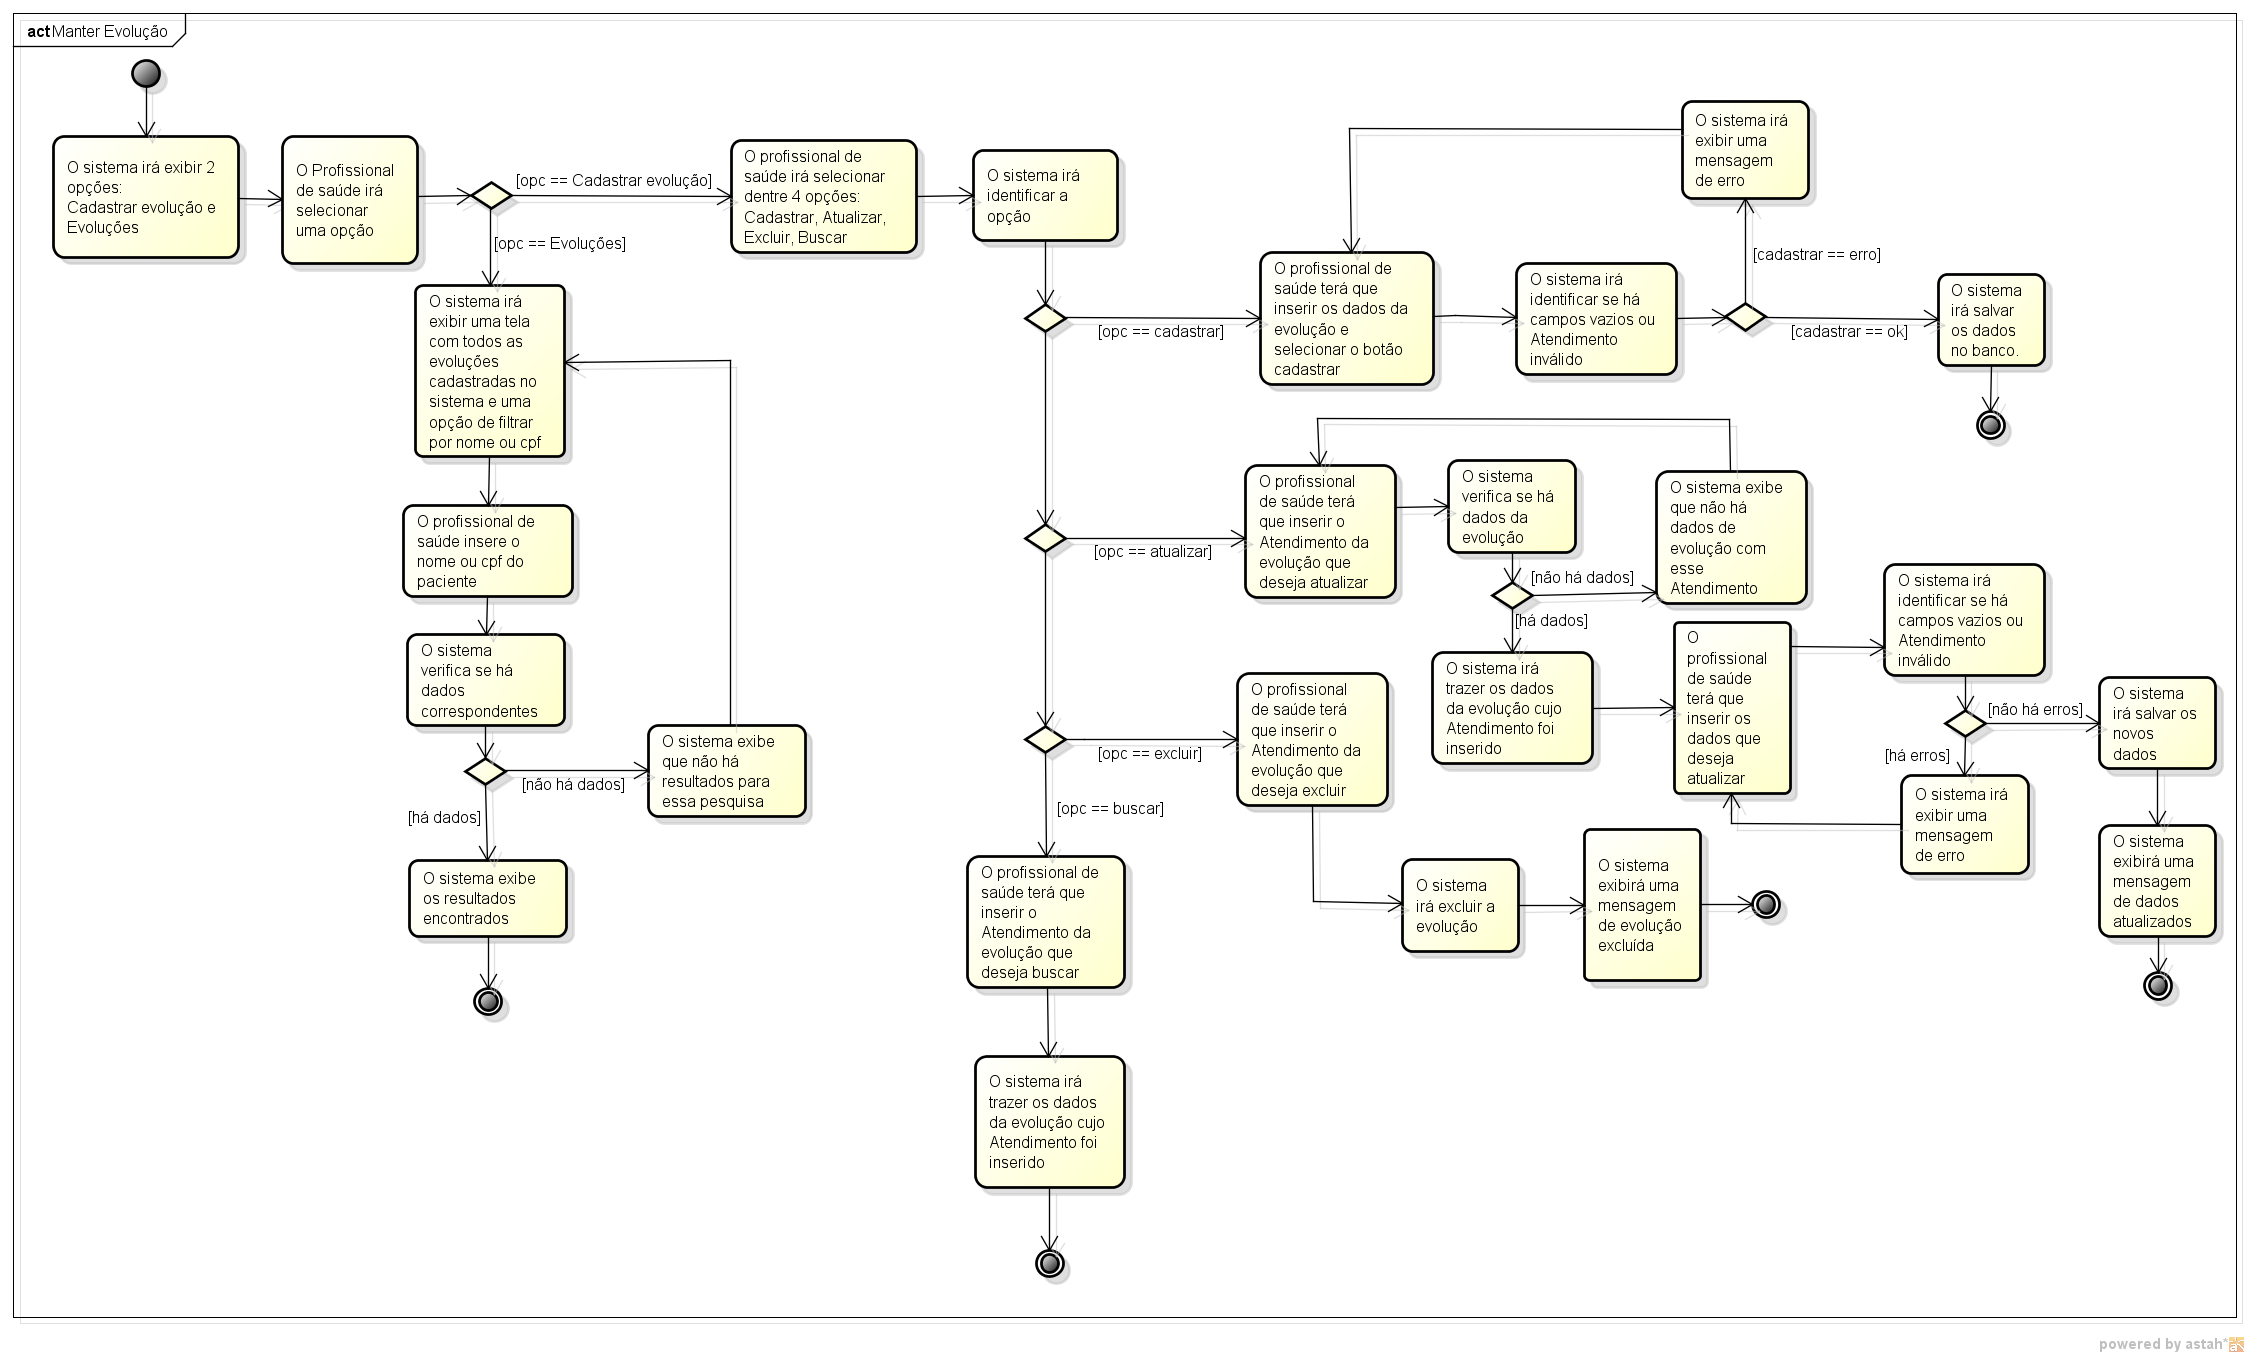 act Manter Evolução
O sistema irá exibir 2
opções:
Cadastrar evolução e
Evoluções
O Profissional
de saúde irá
selecionar
uma opção
[opc == Cadastrar evolução]
[opc == Evoluções]
O profissional de
saúde irá selecionar
dentre 4 opções:
Cadastrar, Atualizar,
Excluir, Buscar
O sistema irá
identificar a
opção
O sistema irá
exibir uma tela
com todos as
evoluções
cadastradas no
sistema e uma
opção de filtrar
por nome ou cpf
O profissional de
saúde insere o
nome ou cpf do
paciente
O sistema
verifica se há
dados
correspondentes
[não há dados]
O sistema exibe
que não há
resultados para
essa pesquisa
[há dados]
O sistema exibe
os resultados
encontrados
[opc == cadastrar]
O profissional de
saúde terá que
inserir os dados da
evolução e
selecionar o botão
cadastrar
O sistema irá
identificar se há
campos vazios ou
Atendimento
inválido
[cadastrar == erro]
O sistema irá
exibir uma
mensagem
de erro
[cadastrar == ok]
O sistema
irá salvar
os dados
no banco.
[opc == atualizar]
O profissional
de saúde terá
que inserir o
Atendimento da
evolução que
deseja atualizar
O sistema
verifica se há
dados da
evolução
[não há dados]
O sistema exibe
que não há
dados de
evolução com
esse
Atendimento
[há dados]
O sistema irá
trazer os dados
da evolução cujo
Atendimento foi
inserido
O
profissional
de saúde
terá que
inserir os
dados que
deseja
atualizar
O sistema irá
identificar se há
campos vazios ou
Atendimento
inválido
[não há erros]
[há erros]
O sistema irá
exibir uma
mensagem
de erro
O sistema
irá salvar os
novos
dados
O sistema
exibirá uma
mensagem
de dados
atualizados
[opc == excluir]
O profissional
de saúde terá
que inserir o
Atendimento da
evolução que
deseja excluir
O sistema
irá excluir a
evolução
O sistema
exibirá uma
mensagem
de evolução
excluída
[opc == buscar]
O profissional de
saúde terá que
inserir o
Atendimento da
evolução que
deseja buscar
O sistema irá
trazer os dados
da evolução cujo
Atendimento foi
inserido
powered by astah*